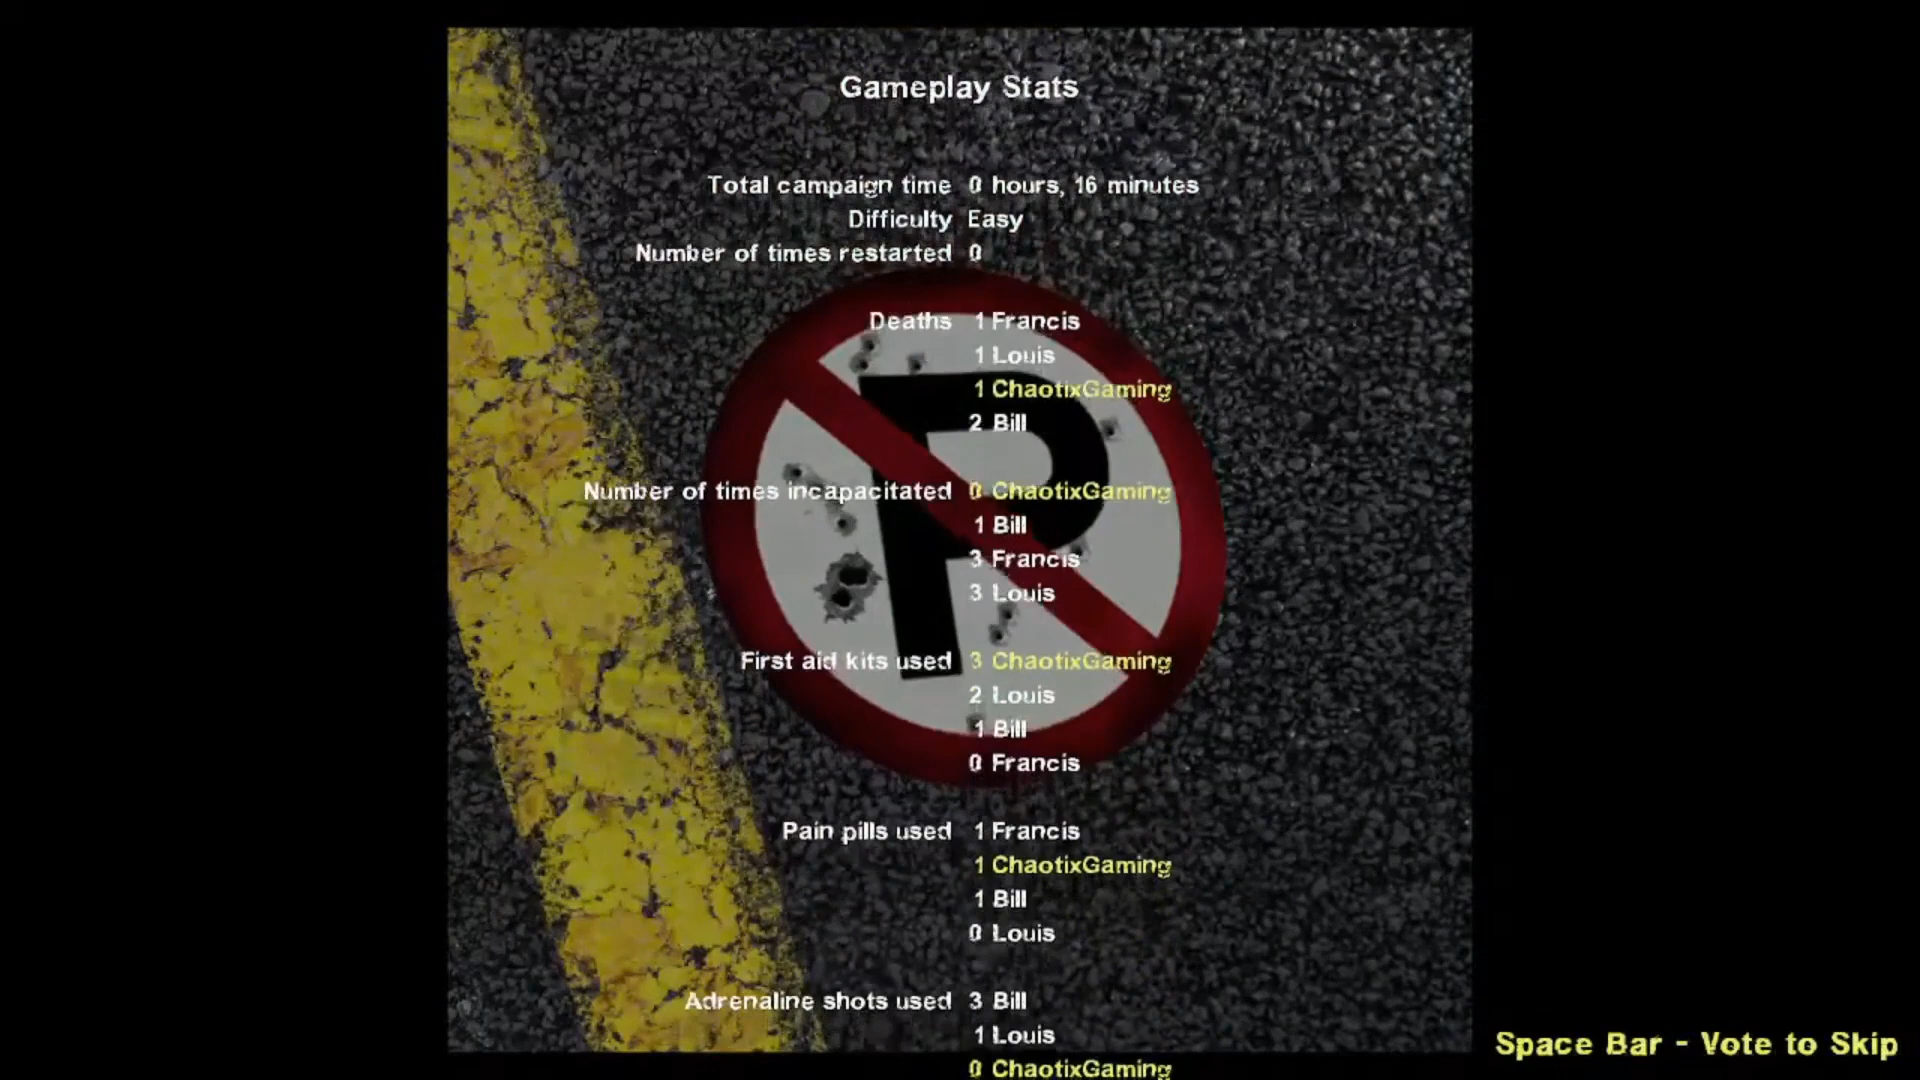 Gameplay Stats
Total campaign time 0 hours, 16 minutes
Difficulty Easy
Number of times restarted 0
Deaths 1 Francis
1 Louis
1 ChaotixGaming
2 Bill
Number of times incapacitated 0 ChaotixGaming
1 Bill
3 Francis
3 Louis
First aid kits used 3 ChaotixGaming
2 Louis
1 Bill
0 Francis
Pain pills used 1 Francis
1 ChaotixGaming
1 Bill
0 Louis
Adrenaline shots used 3 Bill
1 Louis
0 ChaotixGaming
Space Bar - Vote to Skip
P